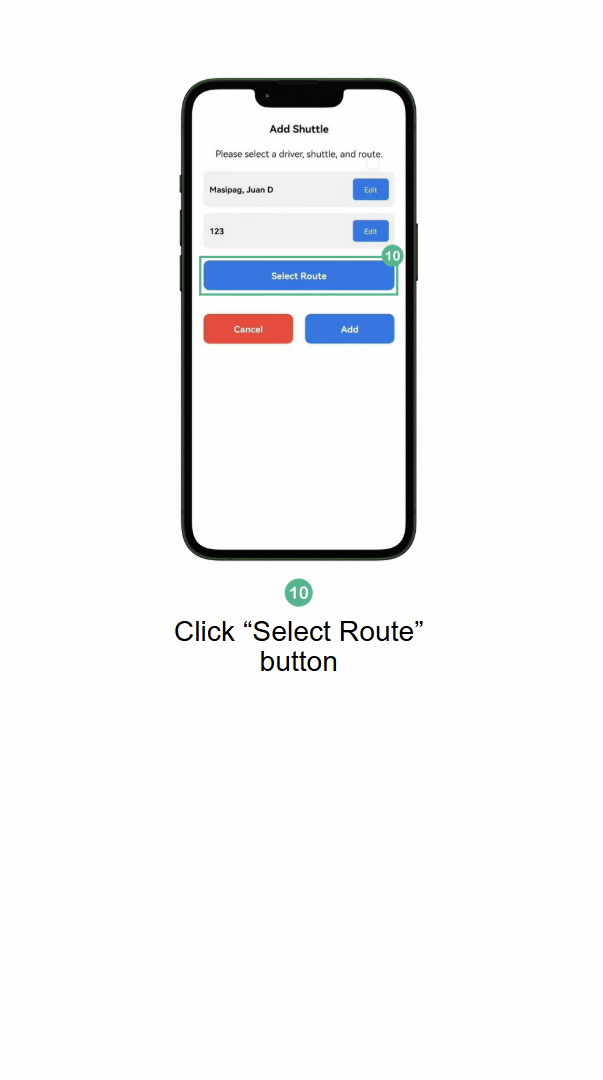 Add Shuttle
Please select a driver, shuttle, and route.
Masipag, Juan D
Edit
123
Edit
10
Select Route
Cancel
Add
10
Click “Select Route”
button